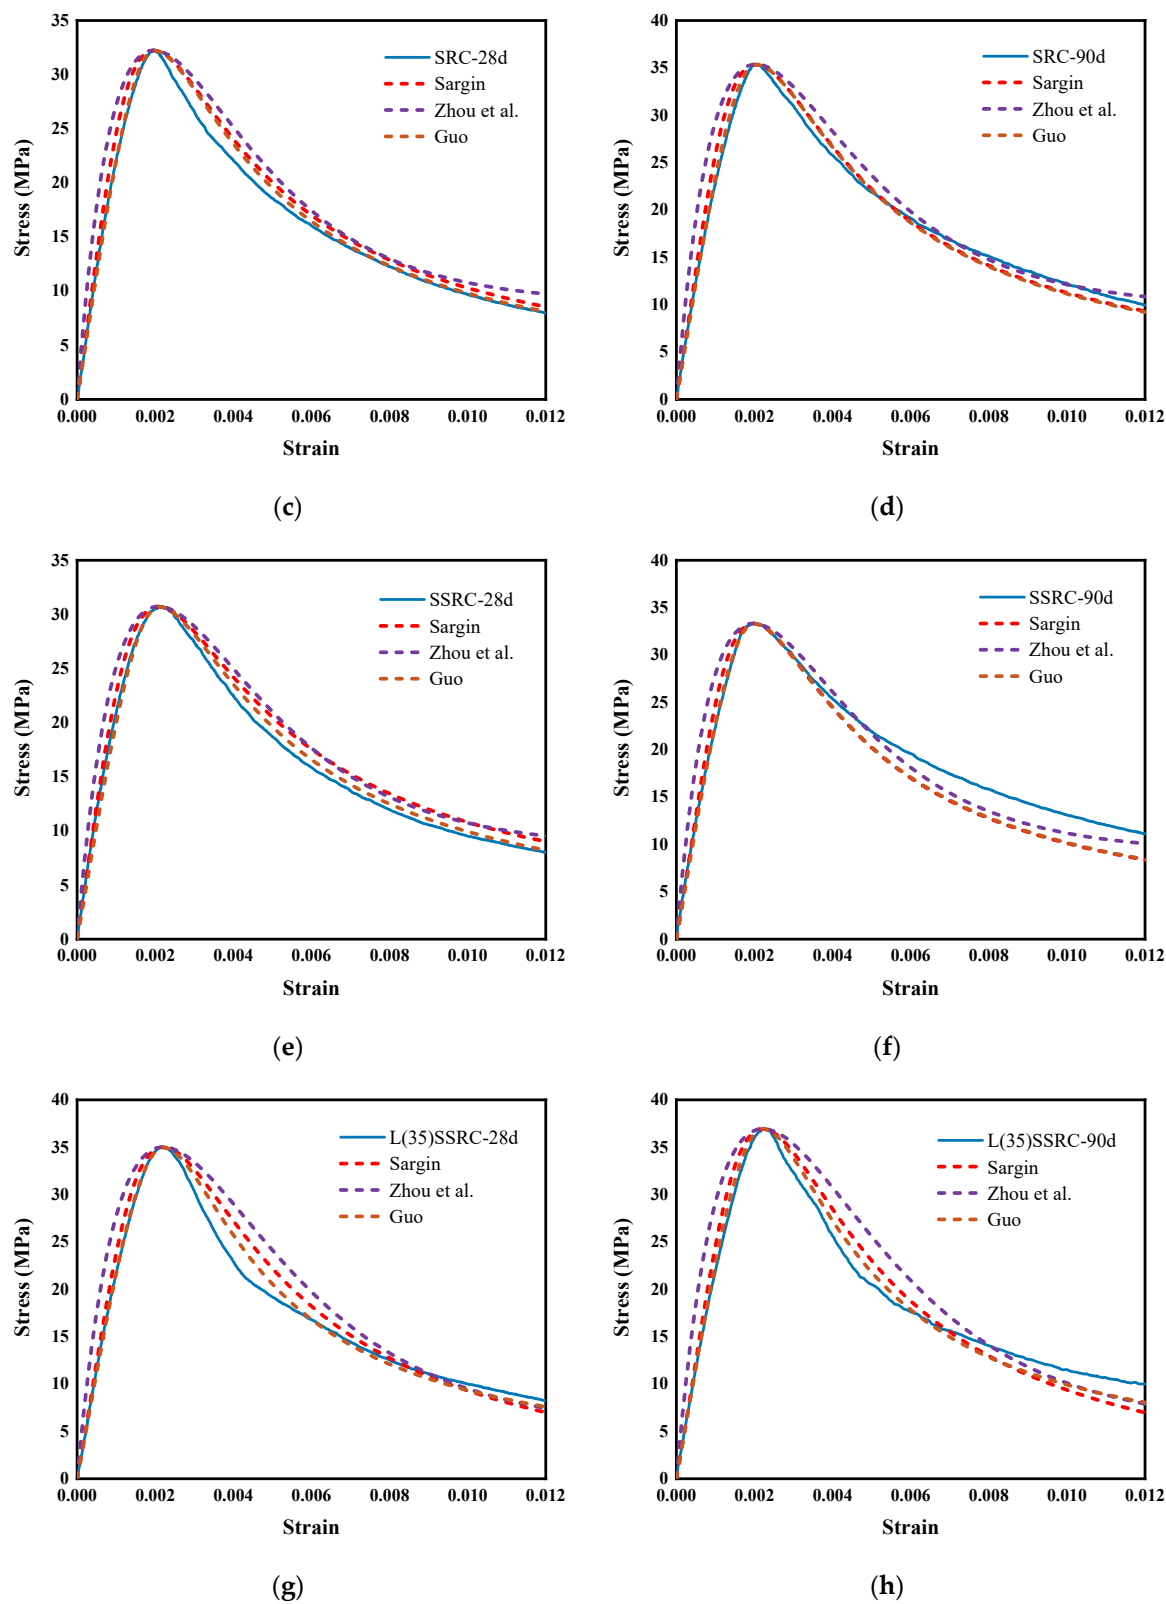 35
30
25
20
15
10
5
0
Stress (MPa)
SRC-28d
Sargin
Zhou et al.
Guo
0.000 0.002 0.004 0.006 0.008 0.010 0.012
Strain
(c)
40
35
30
25
20
15
10
5
0
Stress (MPa)
SRC-90d
Sargin
Zhou et al.
Guo
0.000 0.002 0.004 0.006 0.008 0.010 0.012
Strain
(d)
35
30
25
20
15
10
5
0
Stress (MPa)
SSRC-28d
Sargin
Zhou et al.
Guo
0.000 0.002 0.004 0.006 0.008 0.010 0.012
Strain
(e)
40
35
30
25
20
15
10
5
0
Stress (MPa)
SSRC-90d
Sargin
Zhou et al.
Guo
0.000 0.002 0.004 0.006 0.008 0.010 0.012
Strain
(f)
40
35
30
25
20
15
10
5
0
Stress (MPa)
L(35)SSRC-28d
Sargin
Zhou et al.
Guo
0.000 0.002 0.004 0.006 0.008 0.010 0.012
Strain
(g)
40
35
30
25
20
15
10
5
0
Stress (MPa)
L(35)SSRC-90d
Sargin
Zhou et al.
Guo
0.000 0.002 0.004 0.006 0.008 0.010 0.012
Strain
(h)